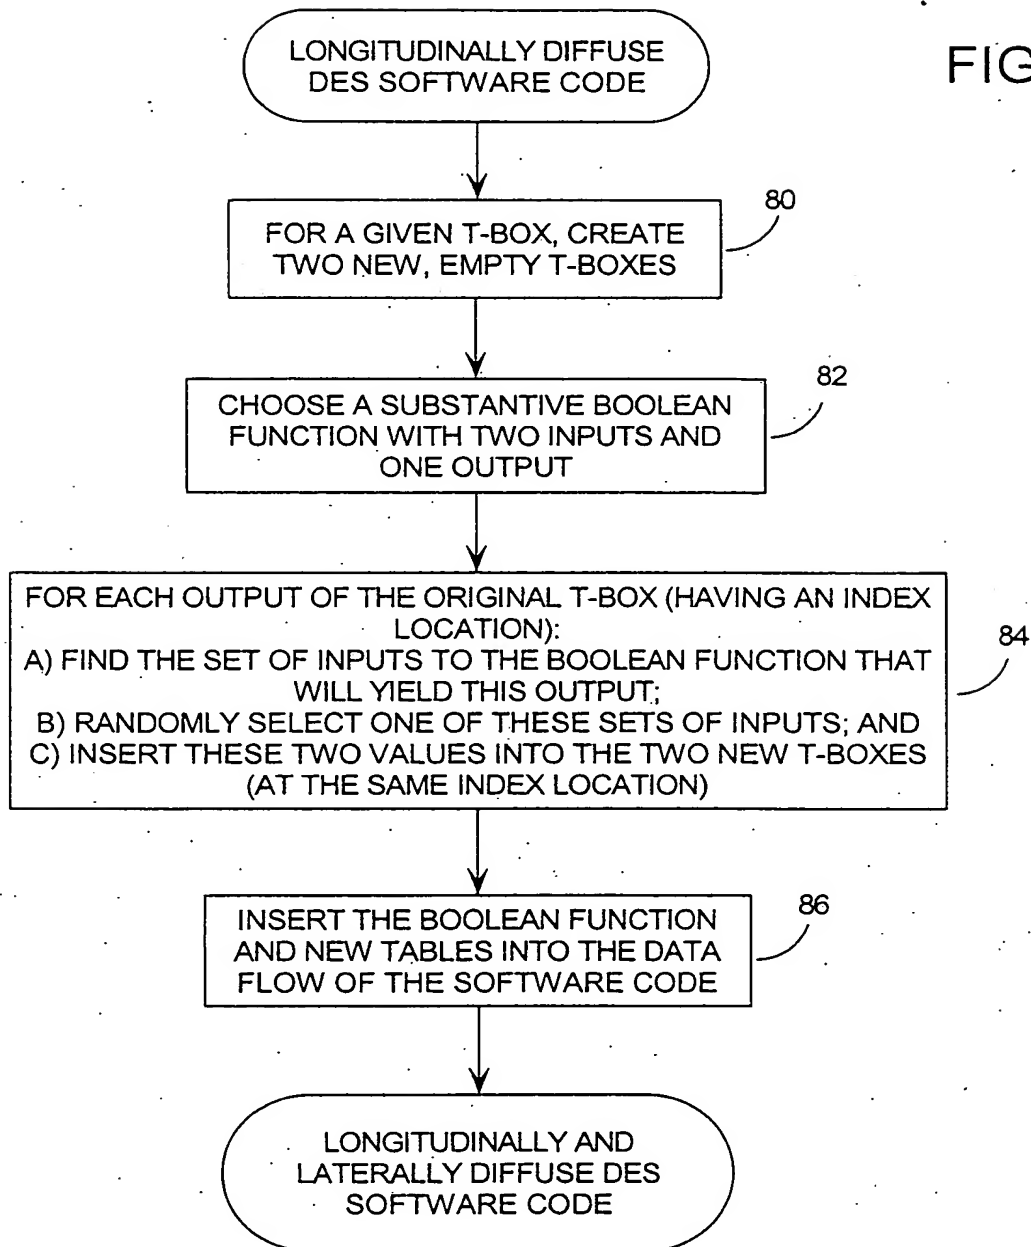 LONGITUDINALLY DIFFUSE
DES SOFTWARE CODE
FIG
80
FOR A GIVEN T-BOX, CREATE
TWO NEW, EMPTY T-BOXES
82
CHOOSE A SUBSTANTIVE BOOLEAN
FUNCTION WITH TWO INPUTS AND
ONE OUTPUT
84
FOR EACH OUTPUT OF THE ORIGINAL T-BOX (HAVING AN INDEX
LOCATION):
A) FIND THE SET OF INPUTS TO THE BOOLEAN FUNCTION THAT
WILL YIELD THIS OUTPUT;
B) RANDOMLY SELECT ONE OF THESE SETS OF INPUTS; AND
C) INSERT THESE TWO VALUES INTO THE TWO NEW T-BOXES
(AT THE SAME INDEX LOCATION)
86
INSERT THE BOOLEAN FUNCTION
AND NEW TABLES INTO THE DATA
FLOW OF THE SOFTWARE CODE
LONGITUDINALLY AND
LATERALLY DIFFUSE DES
SOFTWARE CODE